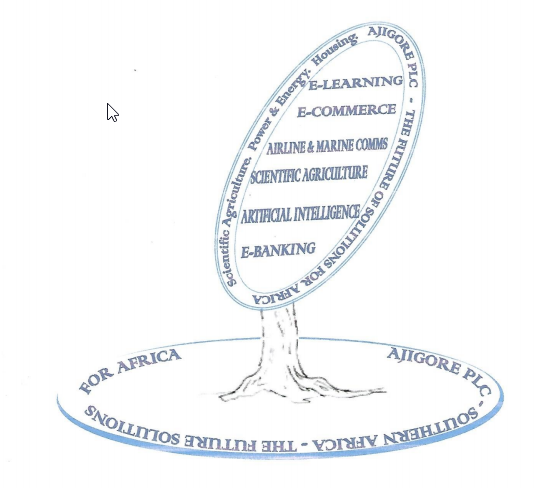 Scientific Agriculture. Power & Energy. Housing. AJIGORE PLC - THE FUTURE OF SOLUTIONS FOR AFRICA
E-LEARNING
E-COMMERCE
AIRLINE & MARINE COMMS
SCIENTIFIC AGRICULTURE
ARTIFICIAL INTELLIGENCE
E-BANKING
AJIGORE PLC - SOUTHERN AFRICA - THE FUTURE SOLUTIONS FOR AFRICA